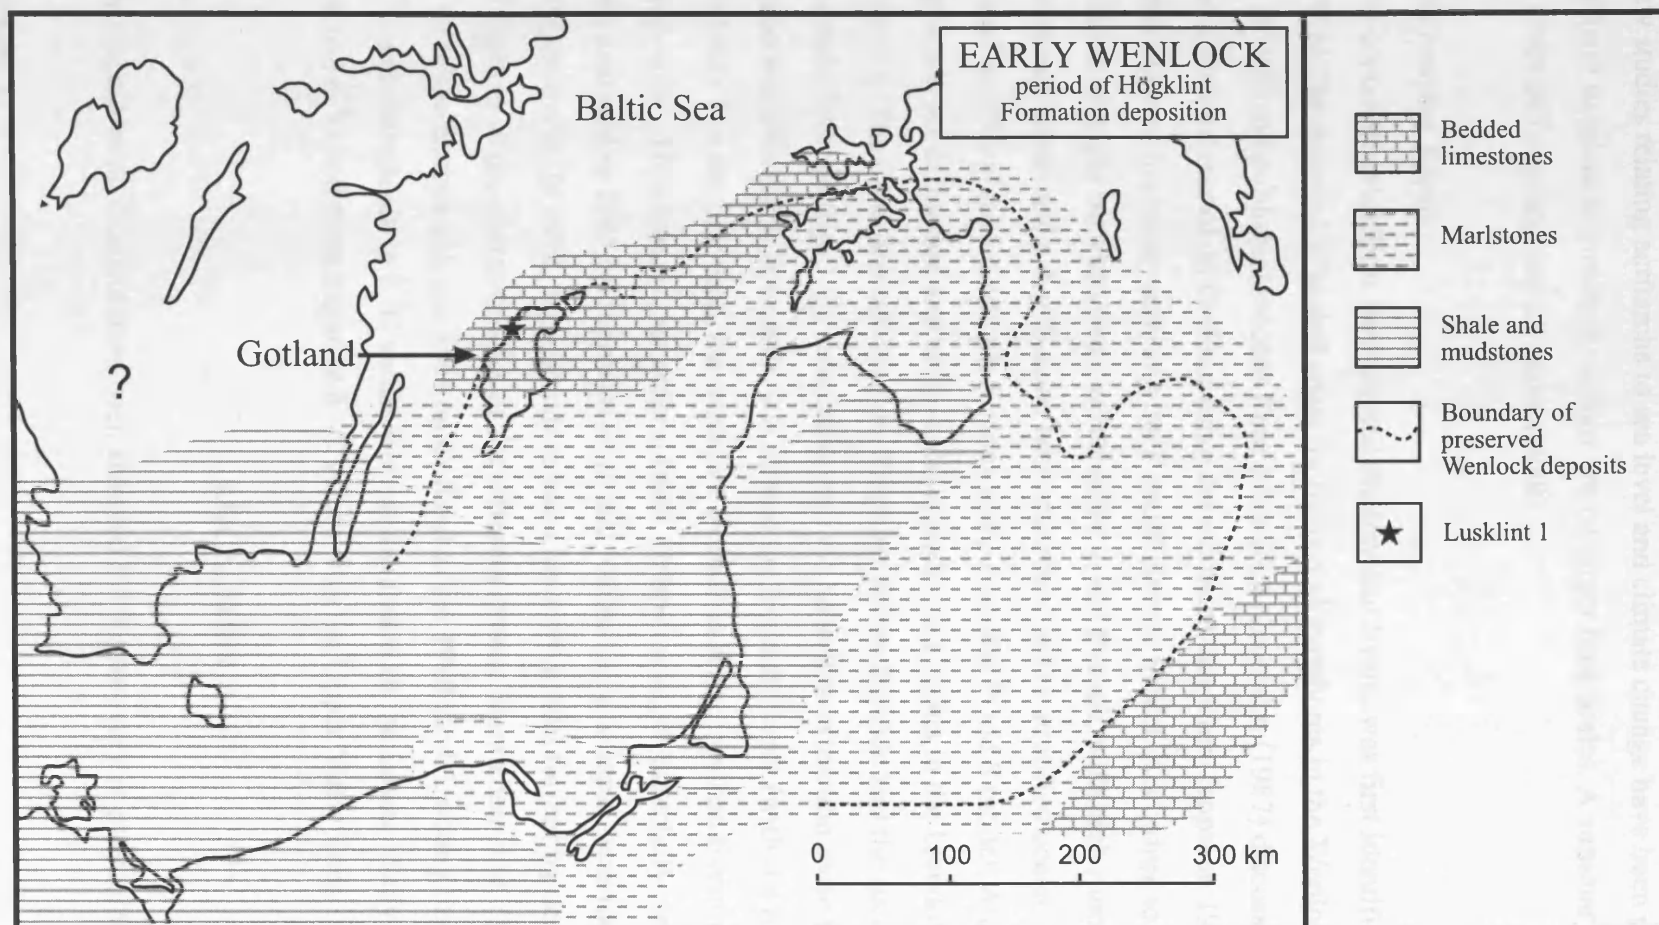 EARLY WENLOCK
period of Högklint
Formation deposition
Baltic Sea
Gotland
?
0 100 200 300 km
Bedded
limestones
Marlstones
Shale and
mudstones
Boundary of
preserved
Wenlock deposits
Lusklint 1